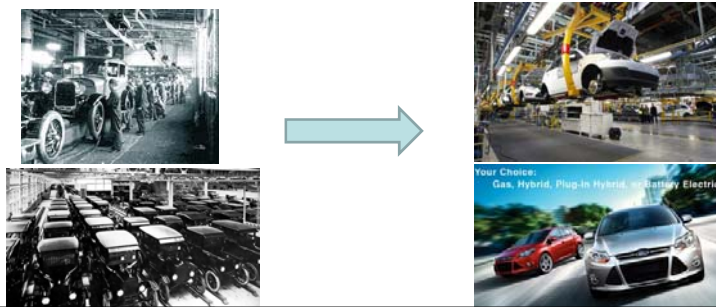 Your Choice:
Gas, Hybrid, Plug-In Hybrid, or Battery Electric